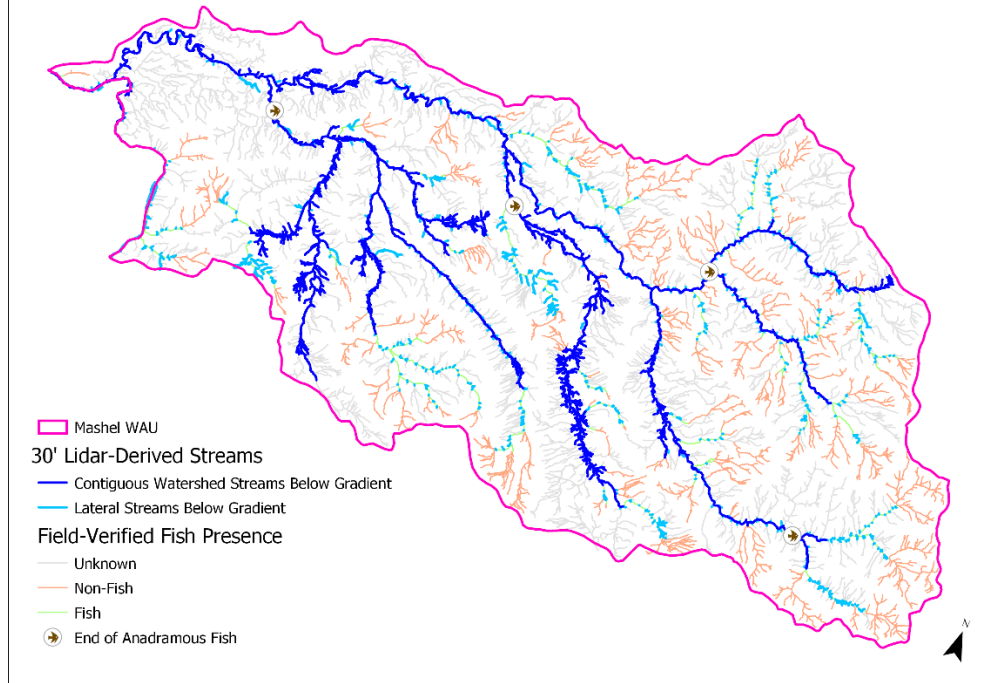 Mashel WAU
30' Lidar-Derived Streams
Contiguous Watershed Streams Below Gradient
Lateral Streams Below Gradient
Field-Verified Fish Presence
Unknown
Non-Fish
Fish
End of Anadramous Fish
N